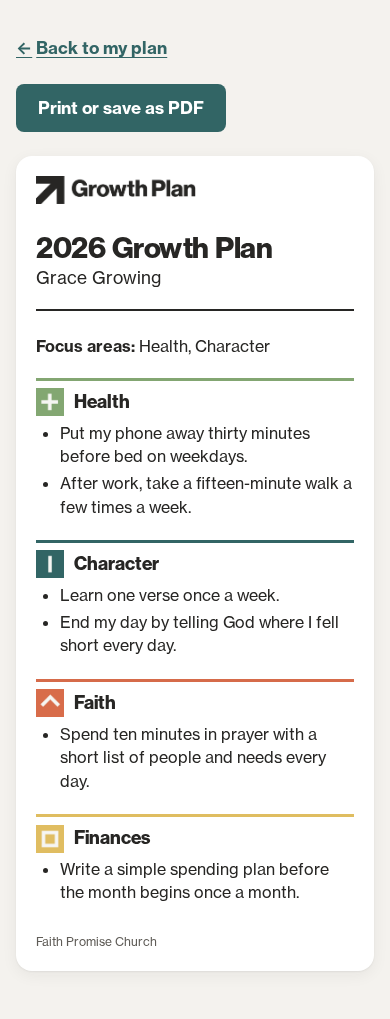 ← Back to my plan
Print or save as PDF
Growth Plan
2026 Growth Plan
Grace Growing
Focus areas: Health, Character
Health
• Put my phone away thirty minutes
before bed on weekdays.
• After work, take a fifteen-minute walk a
few times a week.
Character
• Learn one verse once a week.
• End my day by telling God where I fell
short every day.
Faith
• Spend ten minutes in prayer with a
short list of people and needs every
day.
Finances
• Write a simple spending plan before
the month begins once a month.
Faith Promise Church